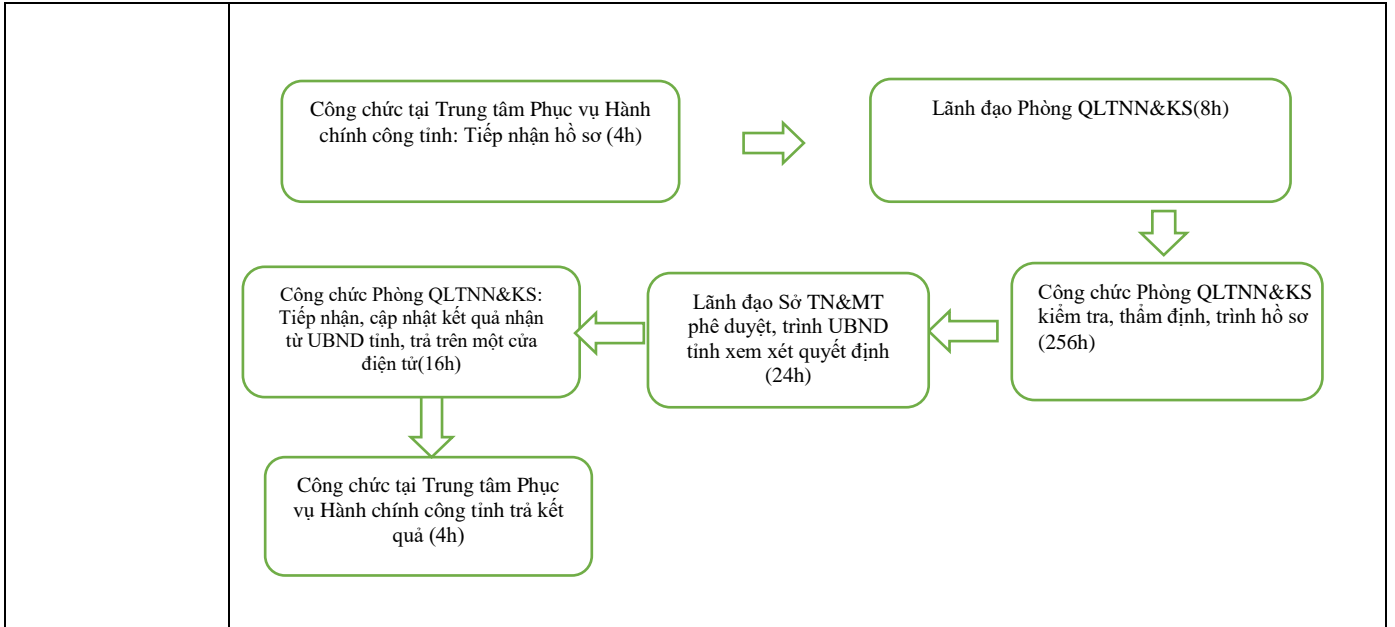 Công chức tại Trung tâm Phục vụ Hành
chính công tỉnh: Tiếp nhận hồ sơ (4h)
Lãnh đạo Phòng QLTNN&KS(8h)
Công chức Phòng QLTNN&KS
kiểm tra, thẩm định, trình hồ sơ
(256h)
Lãnh đạo Sở TN&MT
phê duyệt, trình UBND
tỉnh xem xét quyết định
(24h)
Công chức Phòng QLTNN&KS:
Tiếp nhận, cập nhật kết quả nhận
từ UBND tỉnh, trả trên một cửa
điện tử(16h)
Công chức tại Trung tâm Phục
vụ Hành chính công tỉnh trả kết
quả (4h)